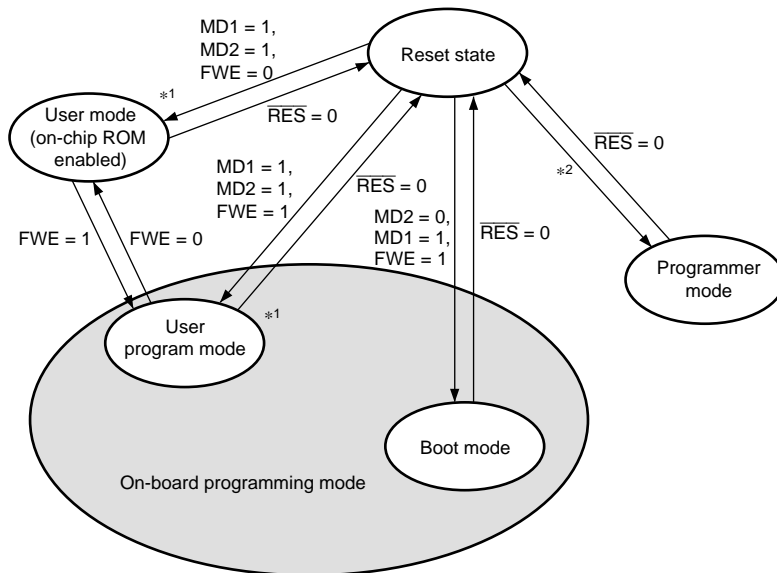 MD1 = 1,
MD2 = 1,
FWE = 0
Reset state
*1
RES = 0
User mode
(on-chip ROM
enabled)
MD1 = 1,
MD2 = 1,
FWE = 1
RES = 0
RES = 0
*2
FWE = 1
FWE = 0
MD2 = 0,
MD1 = 1,
FWE = 1
RES = 0
Programmer
mode
User
program mode
*1
Boot mode
On-board programming mode